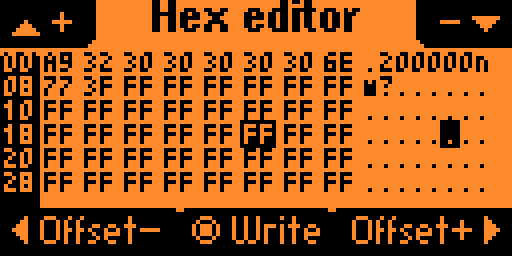 + Hex editor -
00 A9 32 30 30 30 30 30 6E .200000n
08 77 3F FF FF FF FF FF FF w?......
10 FF FF FF FF FF FF FF FF ........
18 FF FF FF FF FF FF FF FF ........
20 FF FF FF FF FF FF FF FF ........
28 FF FF FF FF FF FF FF FF ........
Offset- Write Offset+